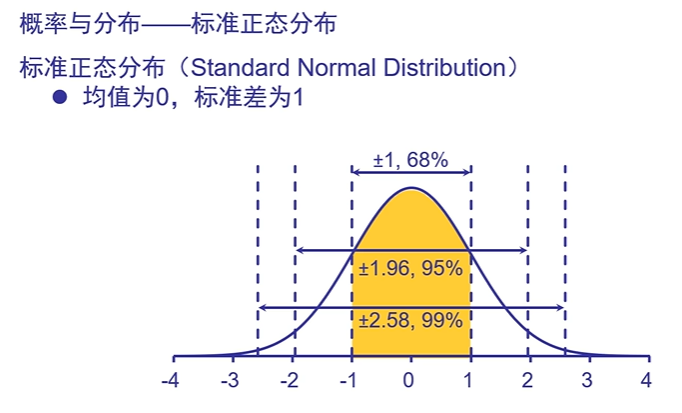 概率与分布——标准正态分布
标准正态分布（Standard Normal Distribution）
● 均值为0，标准差为1
±1, 68%
±1.96, 95%
±2.58, 99%
-4 -3 -2 -1 0 1 2 3 4